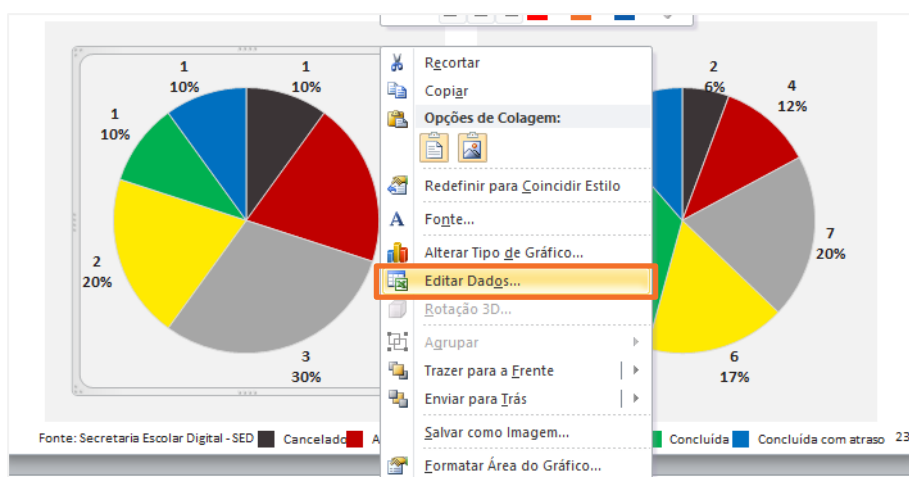 1
10%
1
10%
1
10%
2
20%
3
30%
Recortar
Copiar
Opções de Colagem:
Redefinir para Coincidir Estilo
A Fonte...
Alterar Tipo de Gráfico...
Editar Dados...
Rotação 3D...
Agrupar
Trazer para a Frente
Enviar para Trás
Salvar como Imagem...
Formatar Área do Gráfico...
2
6%
4
12%
7
20%
6
17%
Fonte: Secretaria Escolar Digital - SED Cancelado A Concluída Concluída com atraso 23